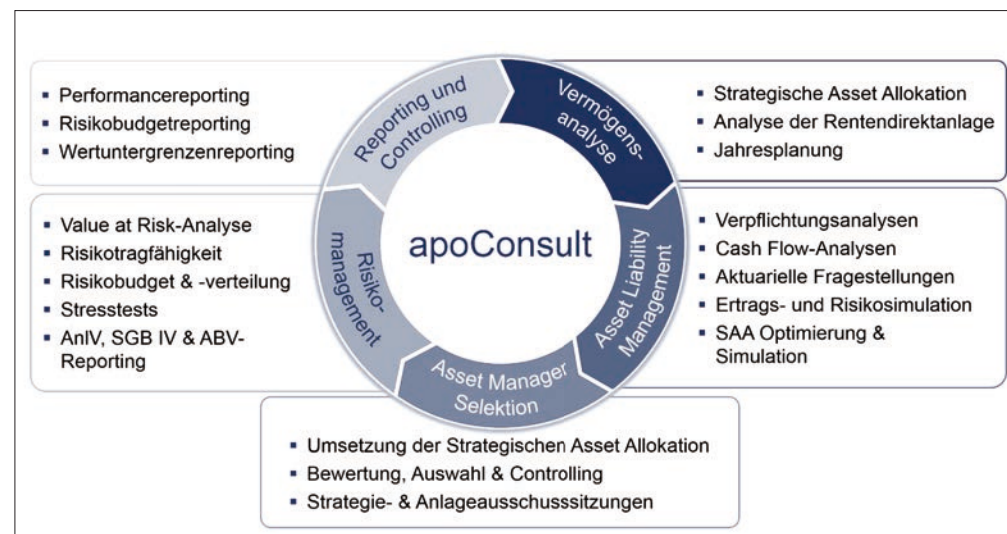 Reporting und
Controlling
▪ Performancereporting
▪ Risikobudgetreporting
▪ Wertuntergrenzenreporting
Vermögens-
analyse
▪ Strategische Asset Allokation
▪ Analyse der Rentendirektanlage
▪ Jahresplanung
apoConsult
Risiko-
management
▪ Value at Risk-Analyse
▪ Risikotragfähigkeit
▪ Risikobudget & -verteilung
▪ Stresstests
▪ AnlV, SGB IV & ABV-
Reporting
Asset Liability
Management
▪ Verpflichtungsanalysen
▪ Cash Flow-Analysen
▪ Aktuarielle Fragestellungen
▪ Ertrags- und Risikosimulation
▪ SAA Optimierung &
Simulation
Asset Manager
Selektion
▪ Umsetzung der Strategischen Asset Allokation
▪ Bewertung, Auswahl & Controlling
▪ Strategie- & Anlageausschusssitzungen